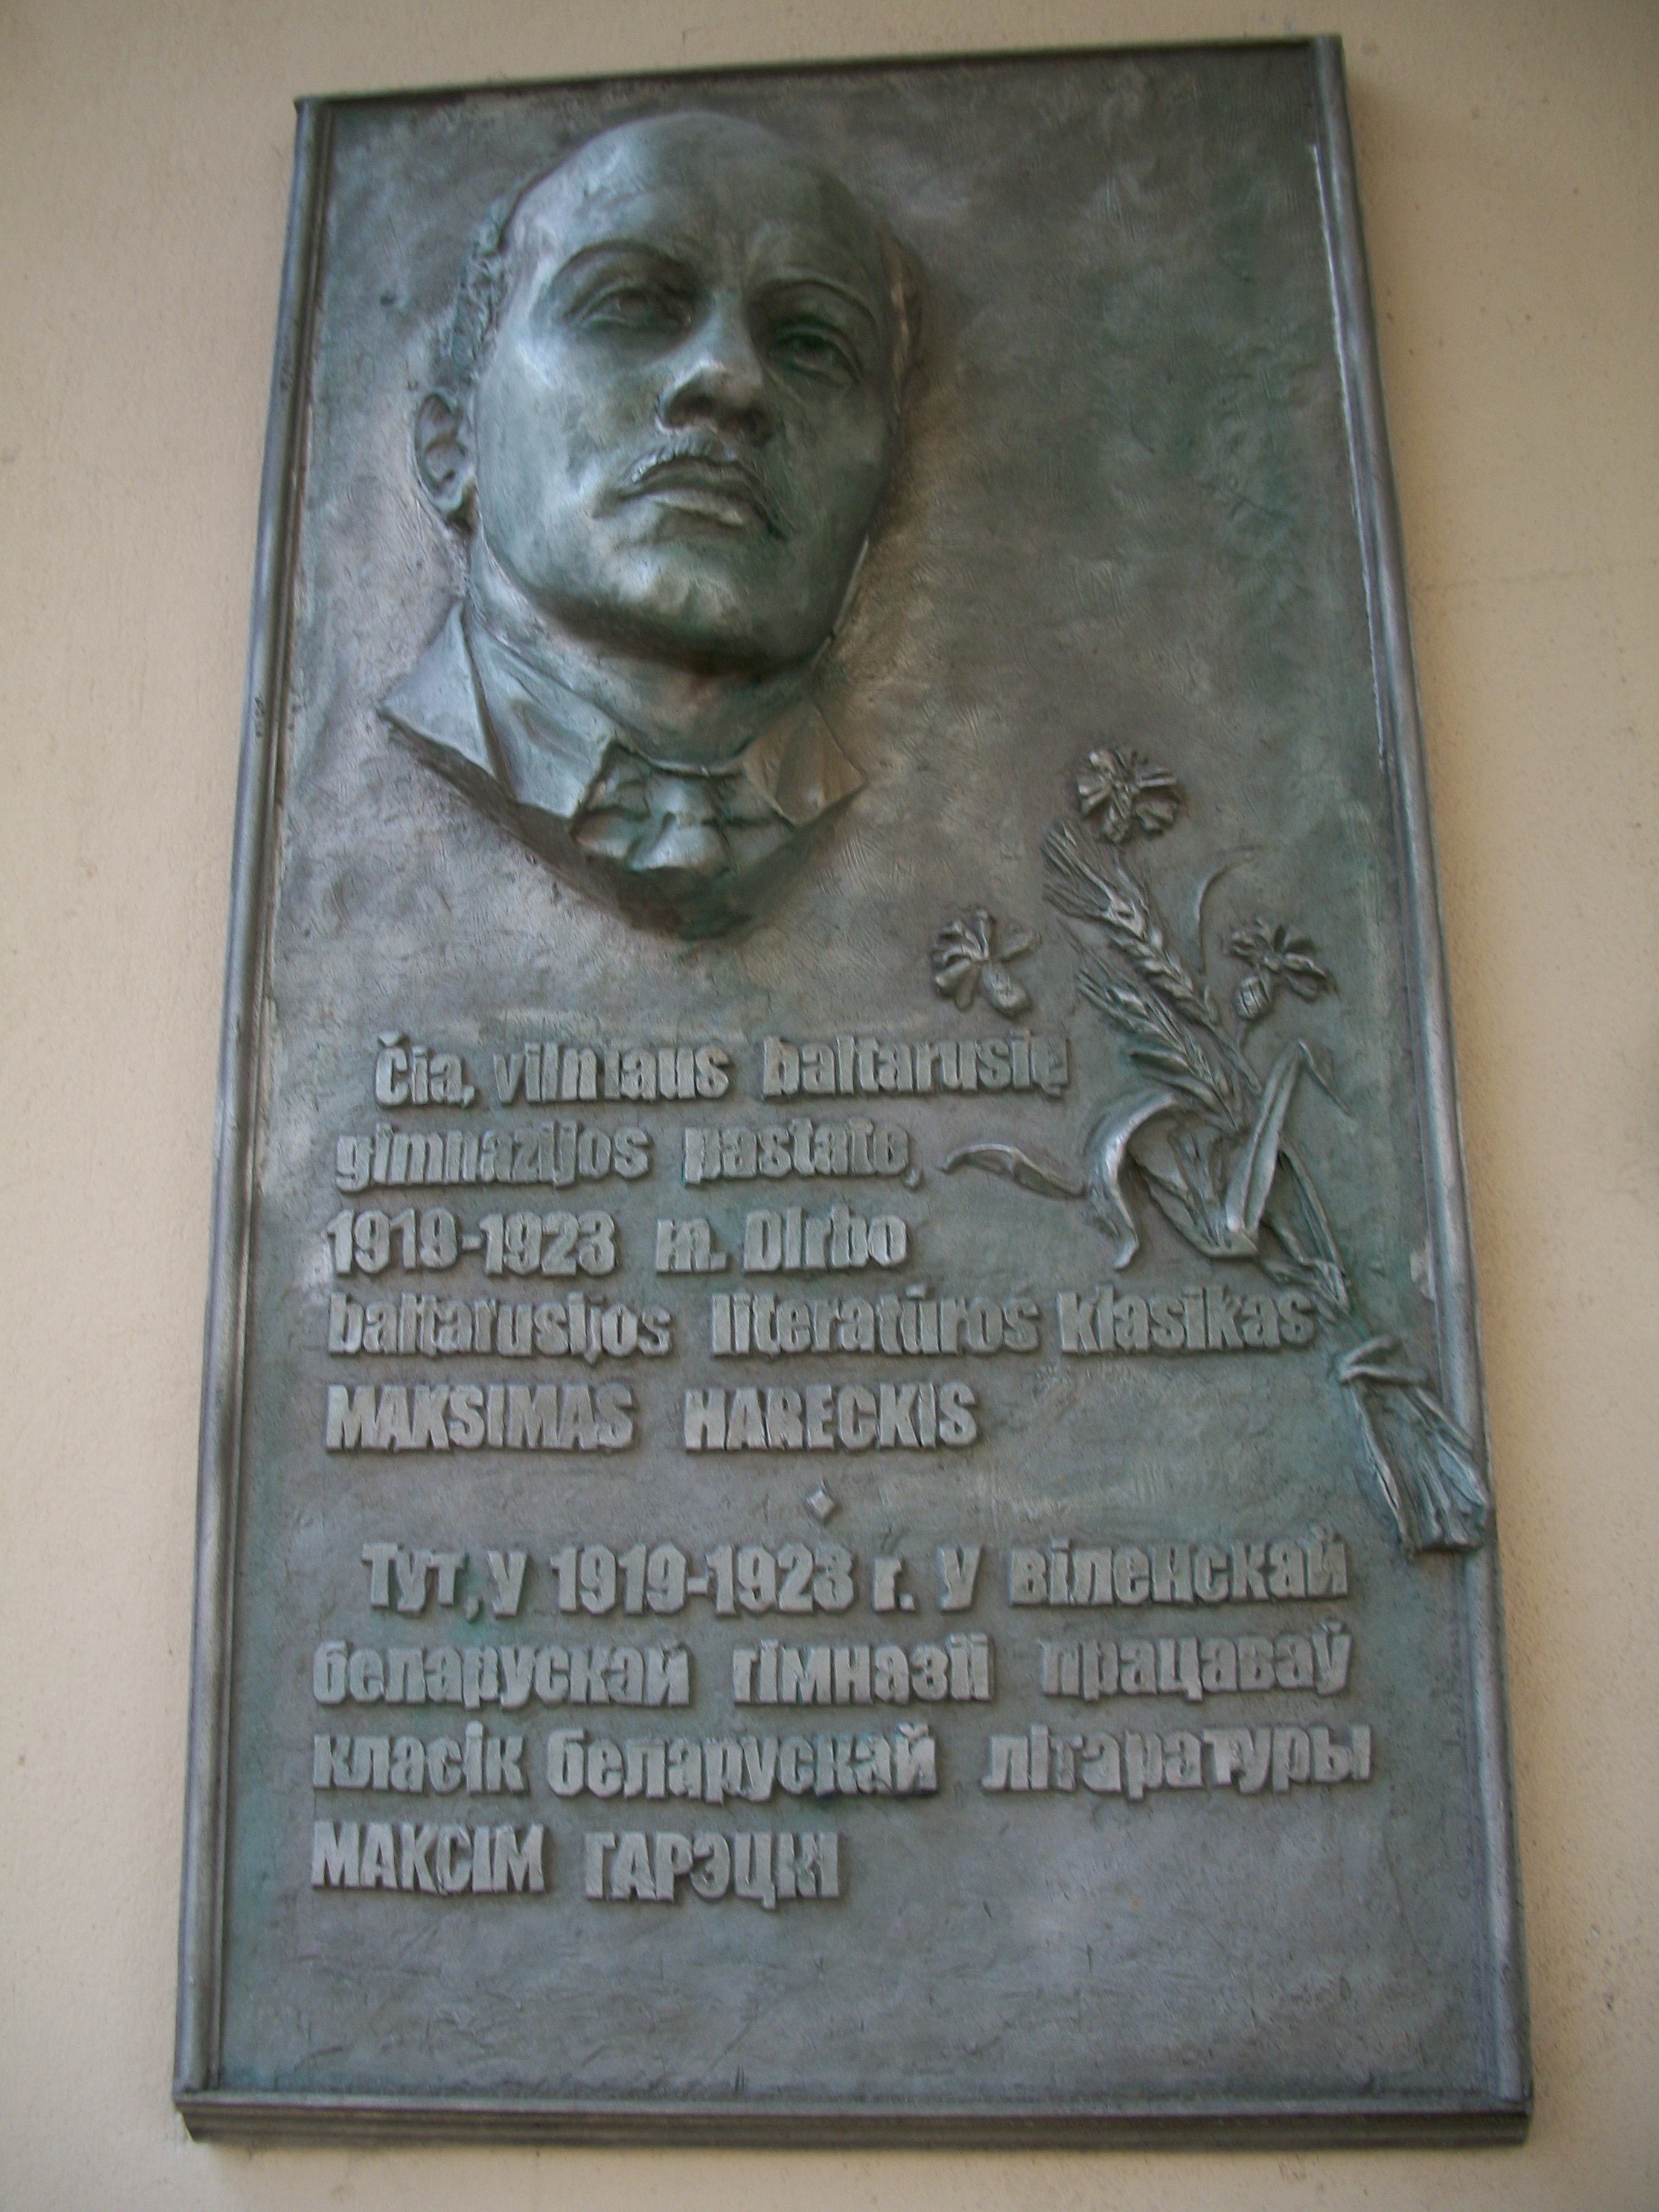 Čia, vilniaus baltarusių
gimnazijos pastate,
1919-1923 m. Dirbo
baltarusijos literatūros klasikas
MAKSIMAS HARECKIS
Тут, у 1919-1923 г. у віленскай
беларускай гімназіі працаваў
класік беларускай літаратуры
МАКСІМ ГАРЭЦКІ